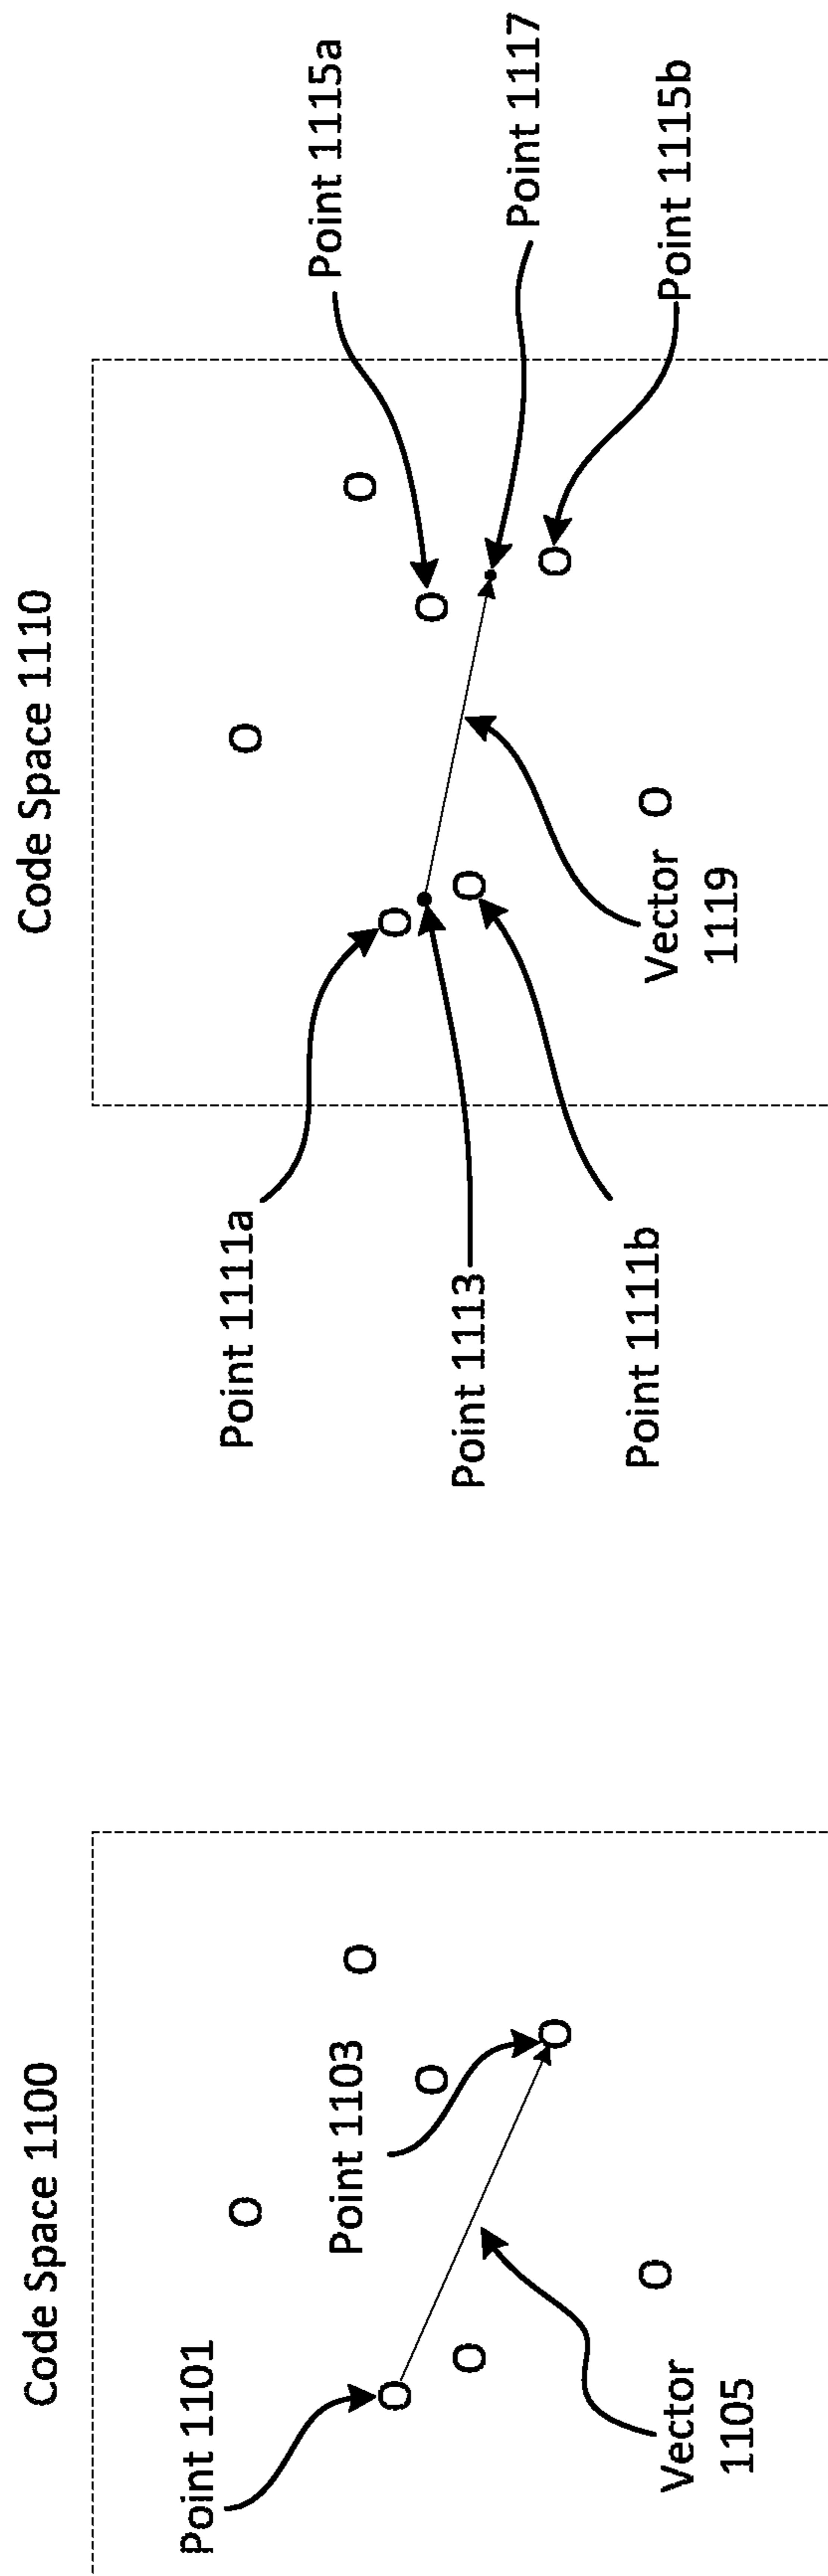 Code Space 1100
Point 1101
Point 1103
Vector
1105
Code Space 1110
Point 1111a
Point 1113
Point 1111b
Vector
1119
Point 1115a
Point 1117
Point 1115b